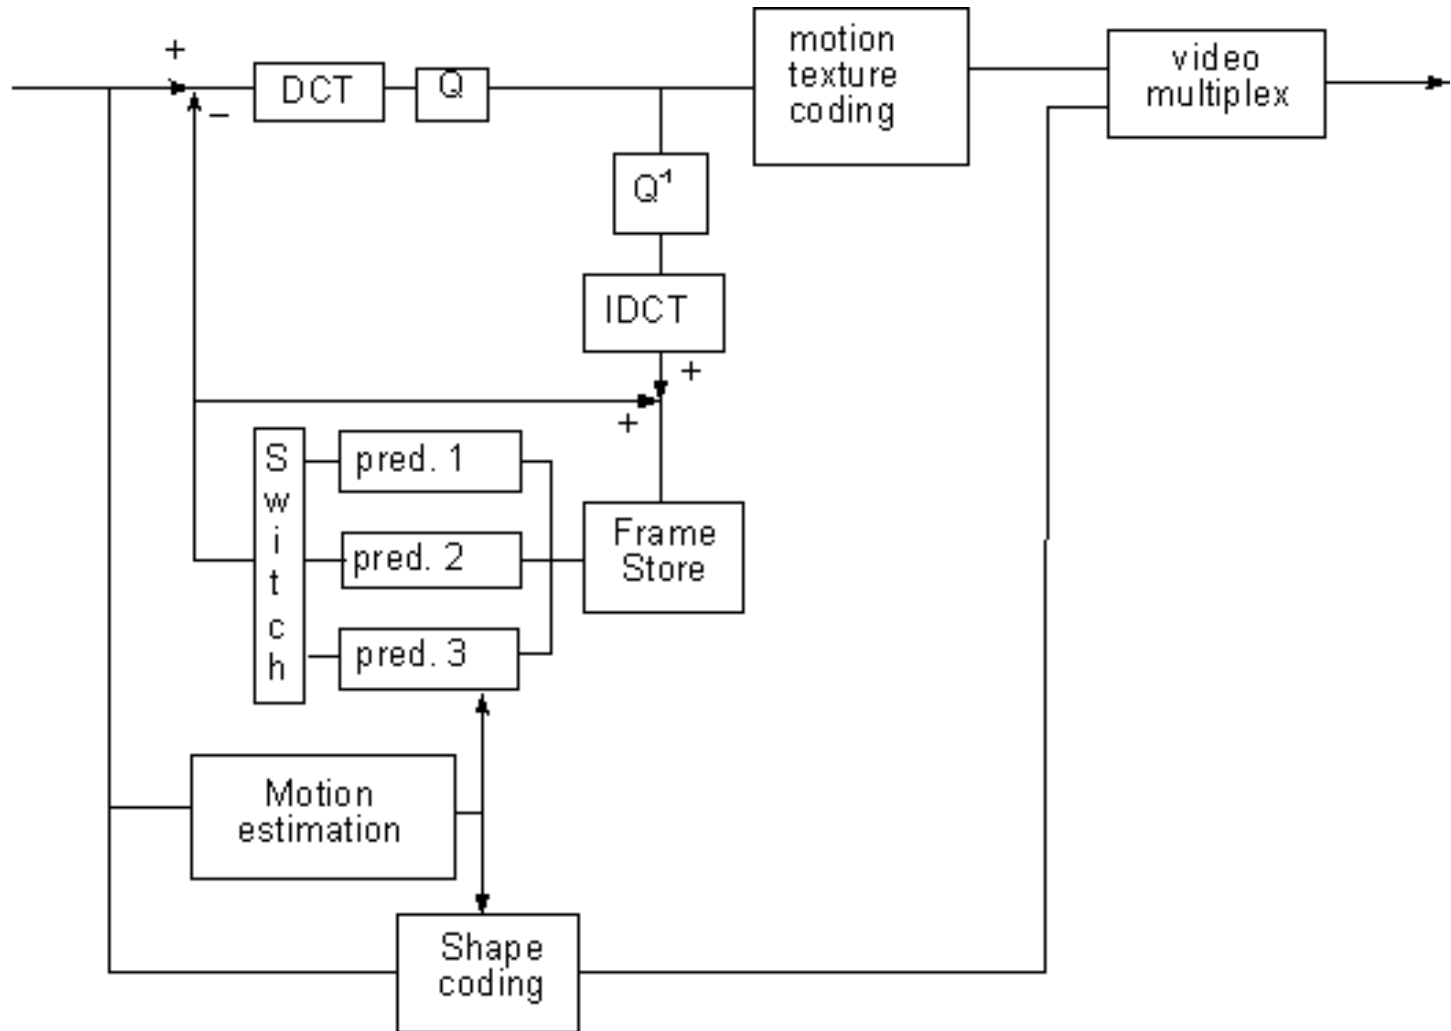 +
−
DCT
Q
motion
texture
coding
video
multiplex
Q⁻¹
IDCT
+
+
Switch
pred. 1
pred. 2
pred. 3
Frame
Store
Motion
estimation
Shape
coding